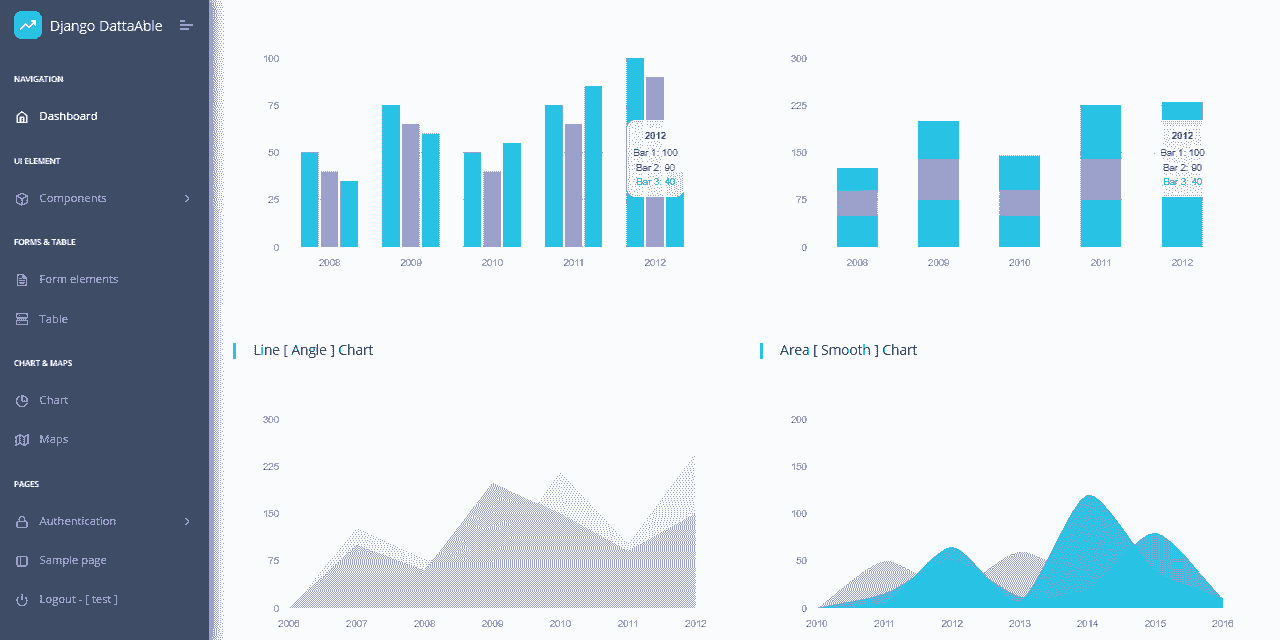 Django DattaAble
NAVIGATION
Dashboard
UI ELEMENT
Components
FORMS & TABLE
Form elements
Table
CHART & MAPS
Chart
Maps
PAGES
Authentication
Sample page
Logout - [ test ]
100
75
50
25
0
2008
2009
2010
2011
2012
2012
Bar 1: 100
Bar 2: 90
Bar 3: 40
300
225
150
75
0
2008
2009
2010
2011
2012
2012
Bar 1: 100
Bar 2: 90
Bar 3: 40
Line [ Angle ] Chart
300
225
150
75
0
2006
2007
2008
2009
2010
2011
2012
Area [ Smooth ] Chart
200
150
100
50
0
2010
2011
2012
2013
2014
2015
2016